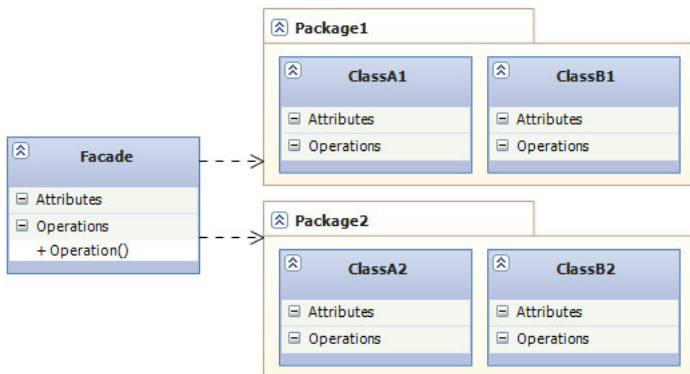 Package1
ClassA1 ClassB1
Attributes Attributes
Operations Operations
Facade
Attributes
Operations
+ Operation()
Package2
ClassA2 ClassB2
Attributes Attributes
Operations Operations